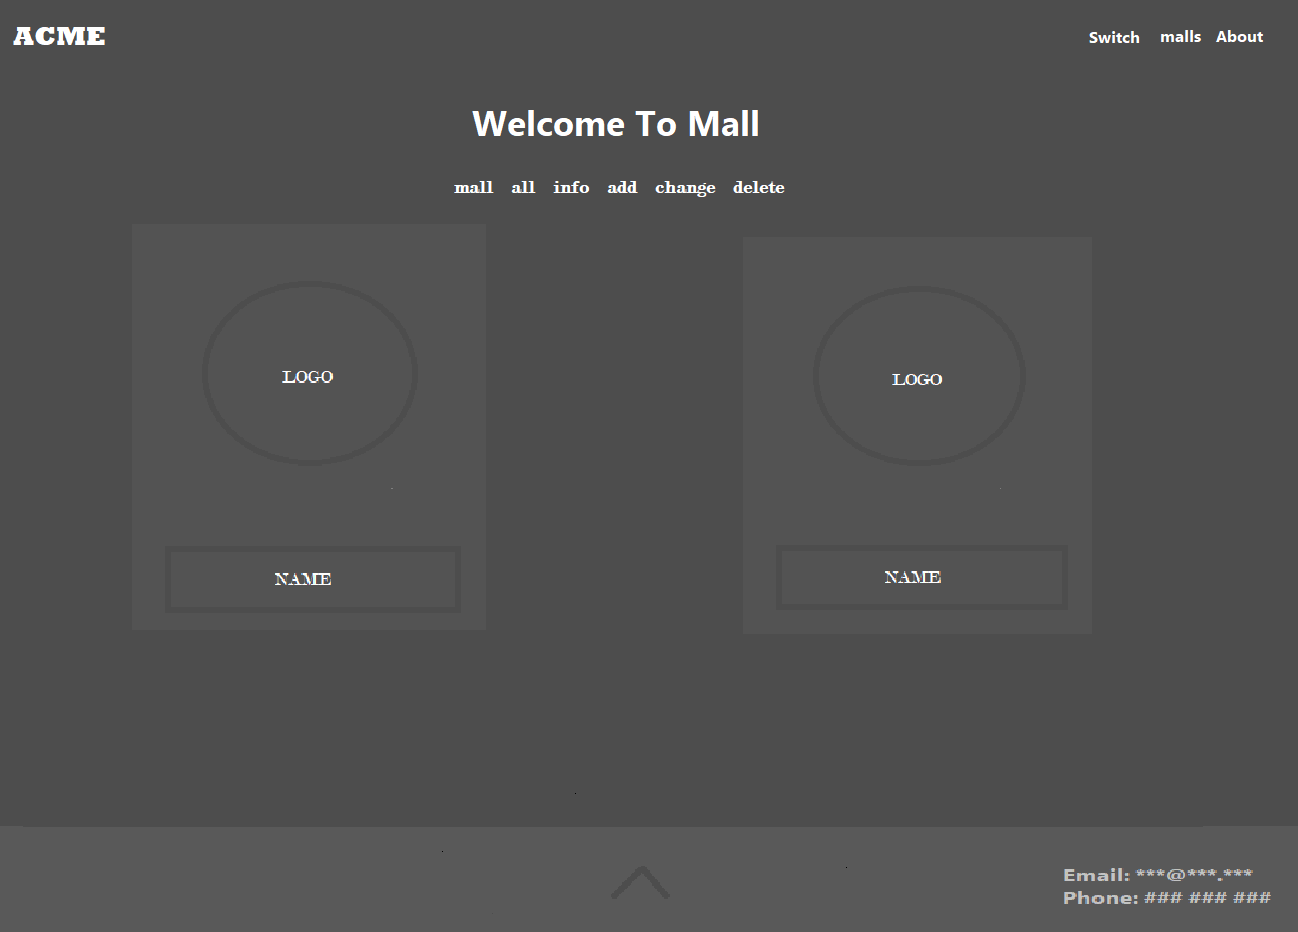 ACME Switch malls About
Welcome To Mall
mall all info add change delete
LOGO LOGO
NAME NAME
Email: ***@***.***
Phone: ### ### ###